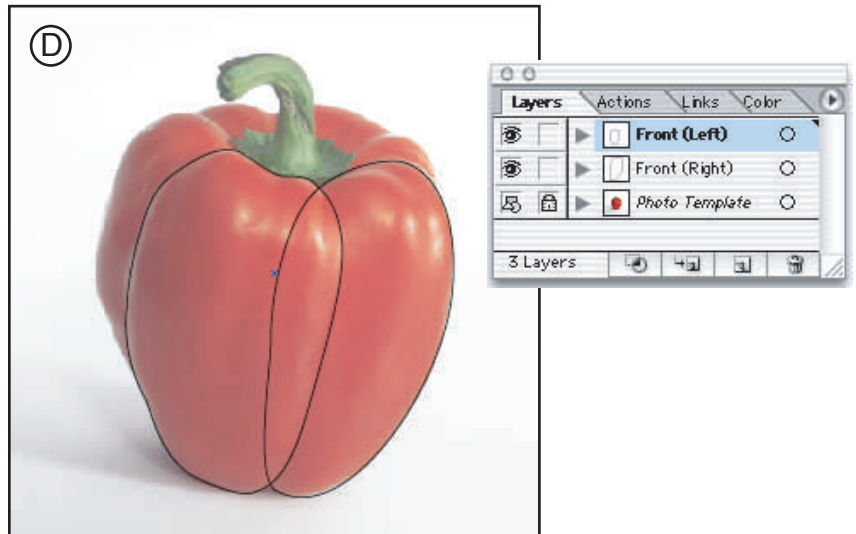 D
Layers Actions Links Color
Front (Left)
Front (Right)
Photo Template
3 Layers